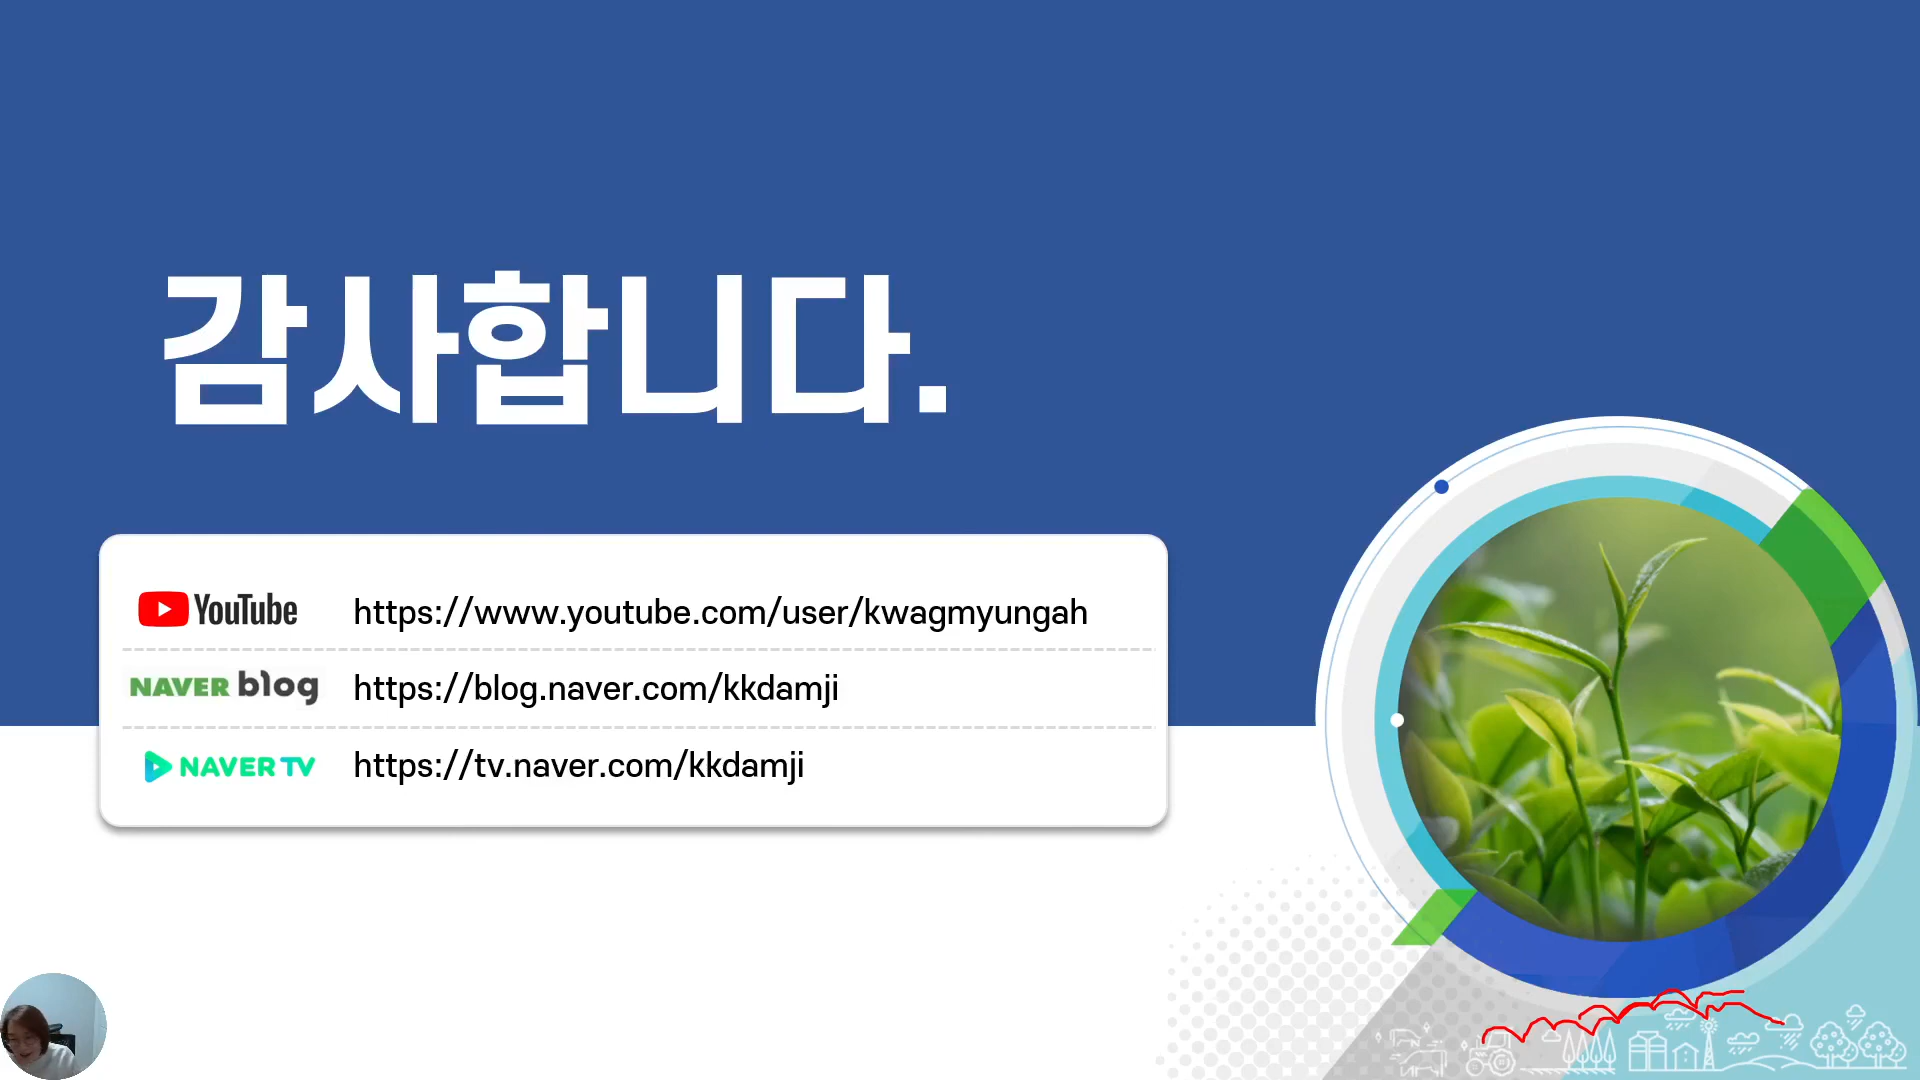 감사합니다.
YouTube https://www.youtube.com/user/kwagmyungah
NAVER blog https://blog.naver.com/kkdamji
NAVER TV https://tv.naver.com/kkdamji